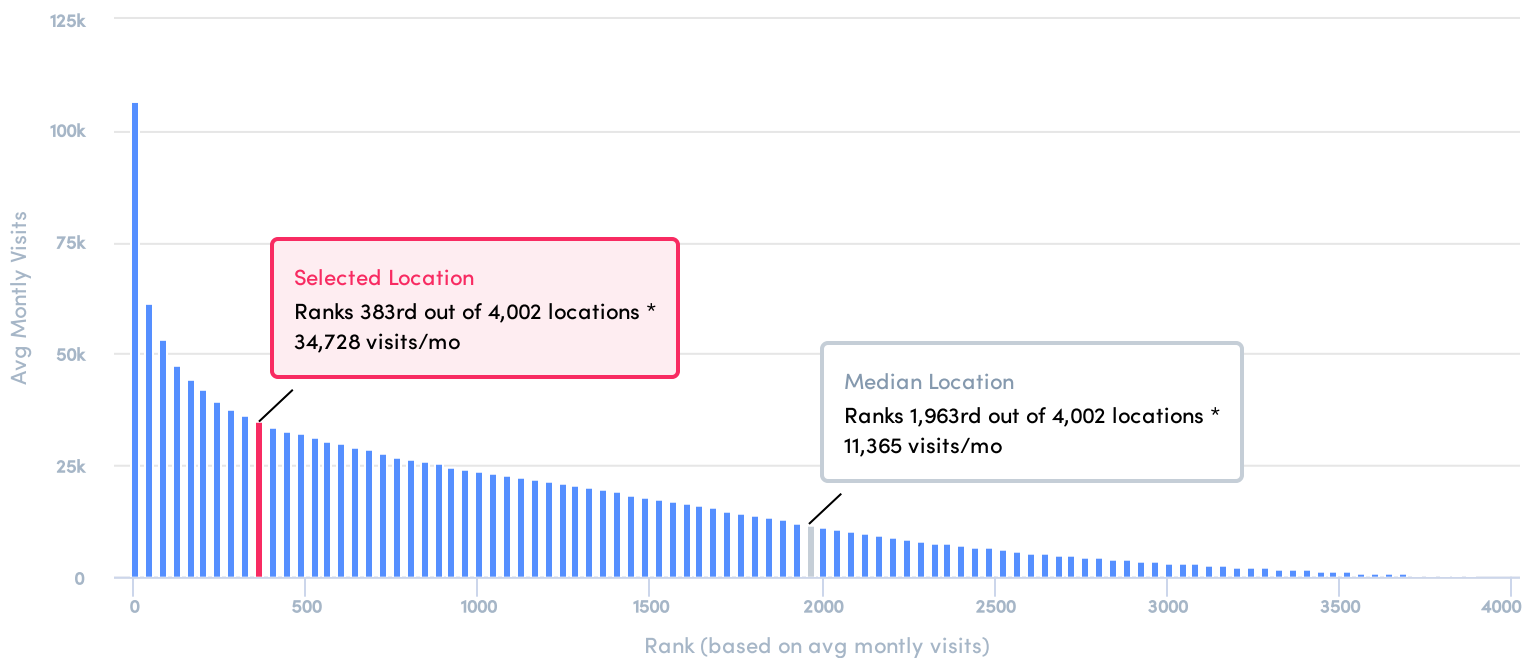 125k
100k
75k
50k
25k
0
Avg Montly Visits
Selected Location
Ranks 383rd out of 4,002 locations *
34,728 visits/mo
Median Location
Ranks 1,963rd out of 4,002 locations *
11,365 visits/mo
0 500 1000 1500 2000 2500 3000 3500 4000
Rank (based on avg montly visits)